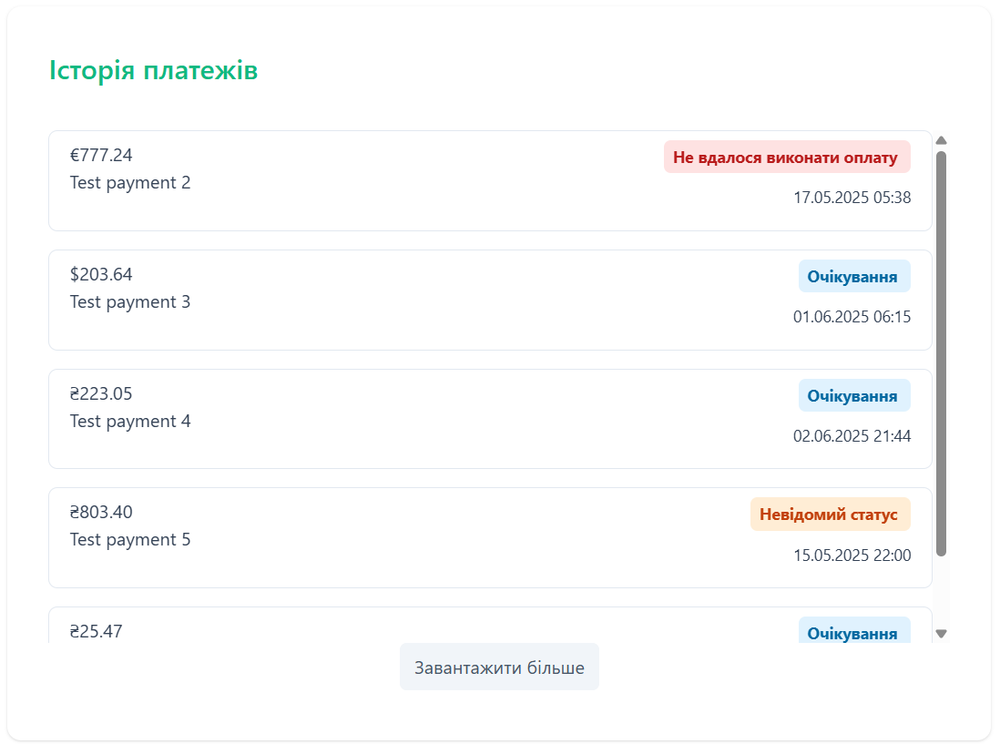 Історія платежів
€777.24
Не вдалося виконати оплату
Test payment 2
17.05.2025 05:38
$203.64
Очікування
Test payment 3
01.06.2025 06:15
₴223.05
Очікування
Test payment 4
02.06.2025 21:44
₴803.40
Невідомий статус
Test payment 5
15.05.2025 22:00
₴25.47
Очікування
Завантажити більше